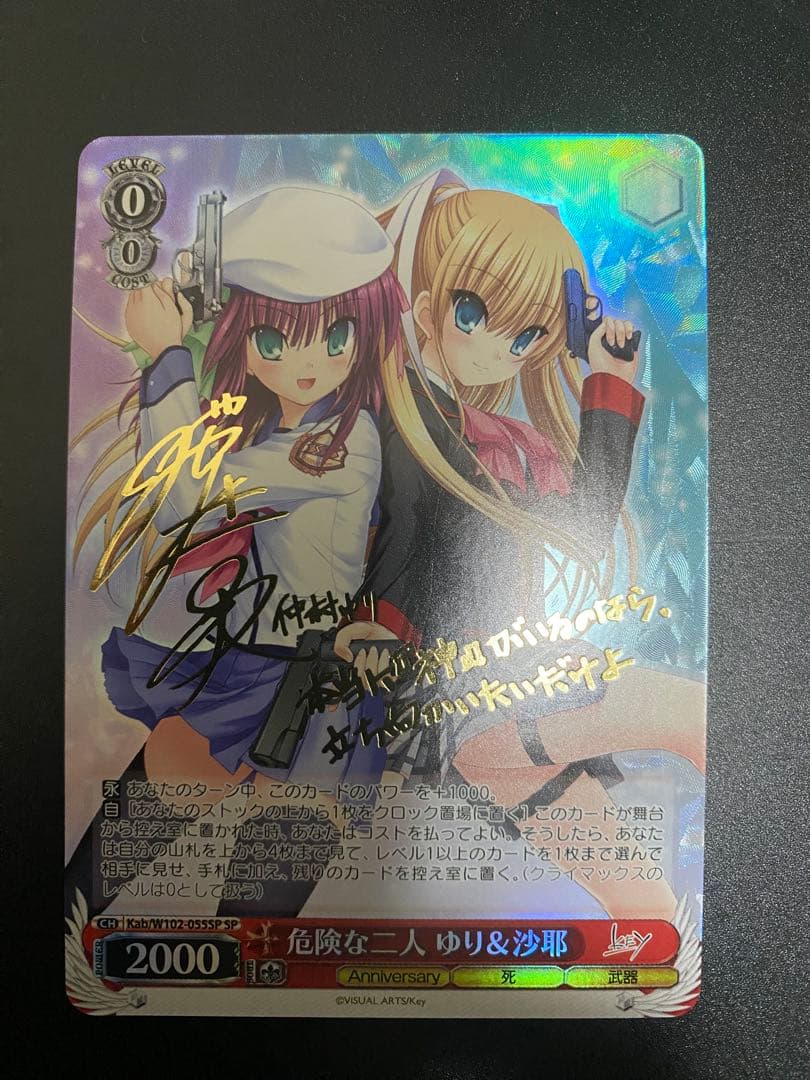 LEVEL
0
0
COST
仲村ゆり
本当に神がいるのなら、
立ち向かいたいだけよ
永 あなたのターン中、このカードのパワーを+1000。
自 [あなたのストックの上から1枚をクロック置場に置く] このカードが舞台
から控え室に置かれた時、あなたはコストを払ってよい。そうしたら、あなた
は自分の山札を上から4枚まで見て、レベル1以上のカードを1枚まで選んで
相手に見せ、手札に加え、残りのカードを控え室に置く。(クライマックスの
レベルは0として扱う)
CH Kab/W102-055SP SP
危険な二人 ゆり&沙耶
Key
POWER
2000
SOUL
Anniversary
死
武器
©VISUAL ARTS/Key